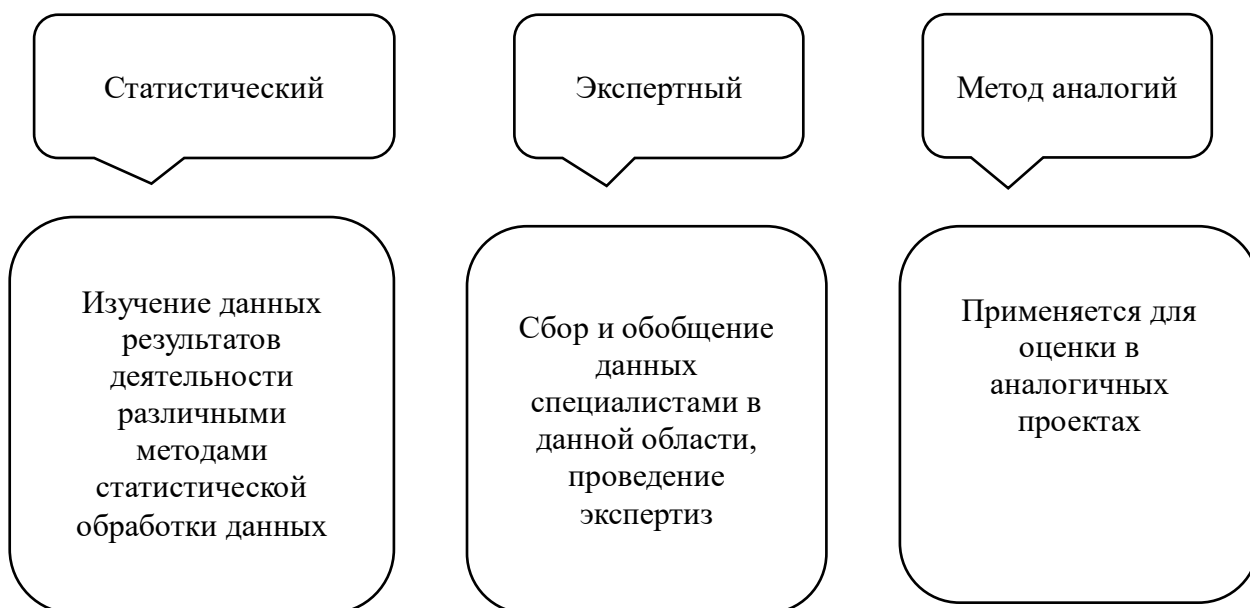 Статистический
Экспертный
Метод аналогий
Изучение данных
результатов
деятельности
различными
методами
статистической
обработки данных
Сбор и обобщение
данных
специалистами в
данной области,
проведение
экспертиз
Применяется для
оценки в
аналогичных
проектах